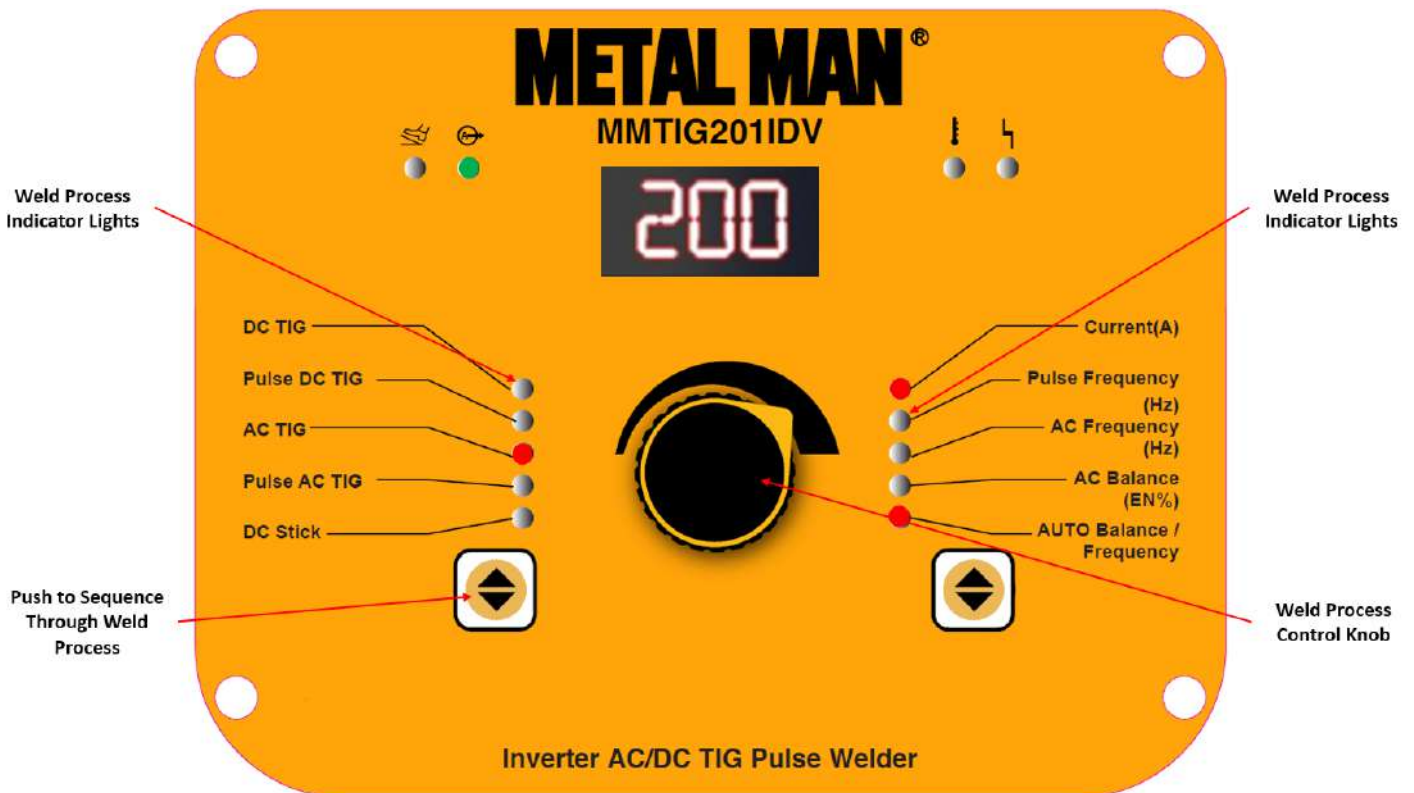 METAL MAN®
MMTIG201IDV
200
Weld Process
Indicator Lights
Weld Process
Indicator Lights
DC TIG
Pulse DC TIG
AC TIG
Pulse AC TIG
DC Stick
Current(A)
Pulse Frequency
(Hz)
AC Frequency
(Hz)
AC Balance
(EN%)
AUTO Balance /
Frequency
Push to Sequence
Through Weld
Process
Weld Process
Control Knob
Inverter AC/DC TIG Pulse Welder